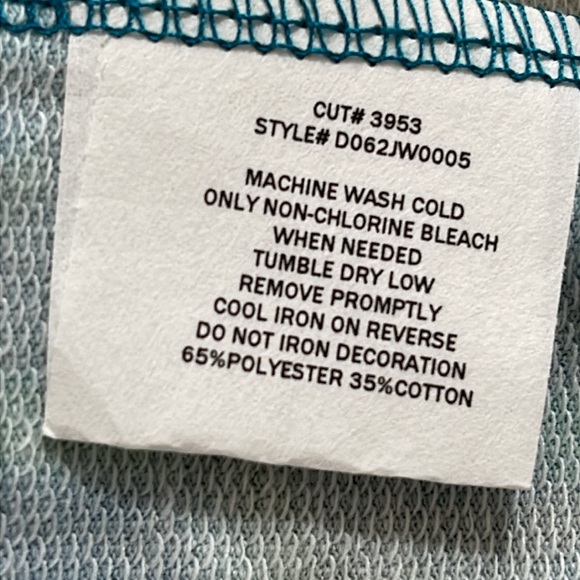 CUT# 3953
STYLE# D062JW0005
MACHINE WASH COLD
ONLY NON-CHLORINE BLEACH
WHEN NEEDED
TUMBLE DRY LOW
REMOVE PROMPTLY
COOL IRON ON REVERSE
DO NOT IRON DECORATION
65%POLYESTER 35%COTTON